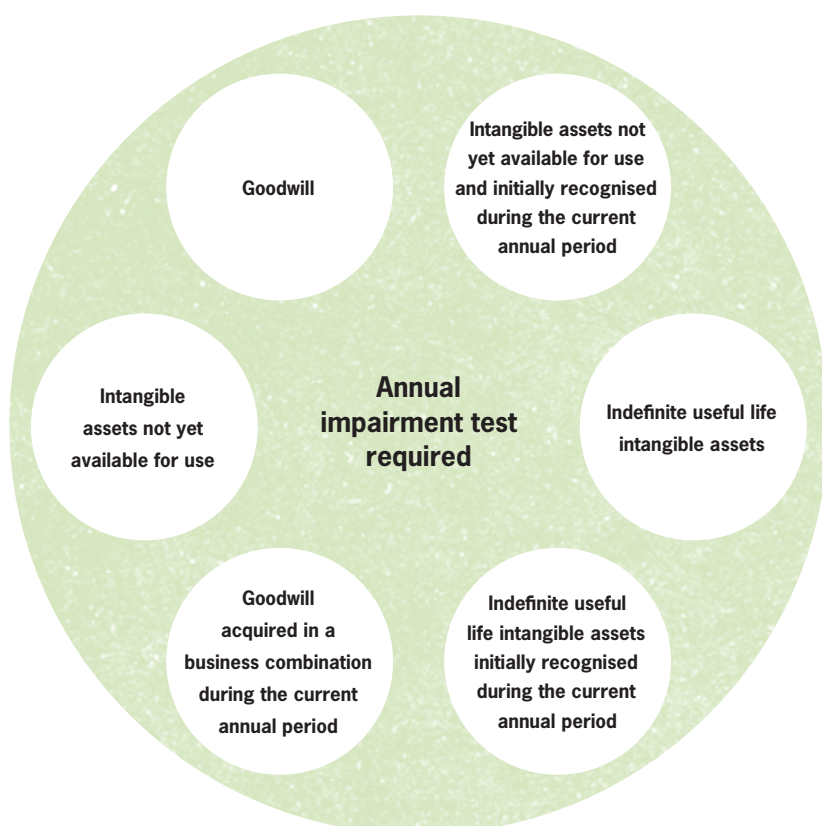 Goodwill
Intangible assets not
yet available for use
and initially recognised
during the current
annual period
Intangible
assets not yet
available for use
Annual
impairment test
required
Indefinite useful life
intangible assets
Goodwill
acquired in a
business combination
during the current
annual period
Indefinite useful
life intangible assets
initially recognised
during the current
annual period